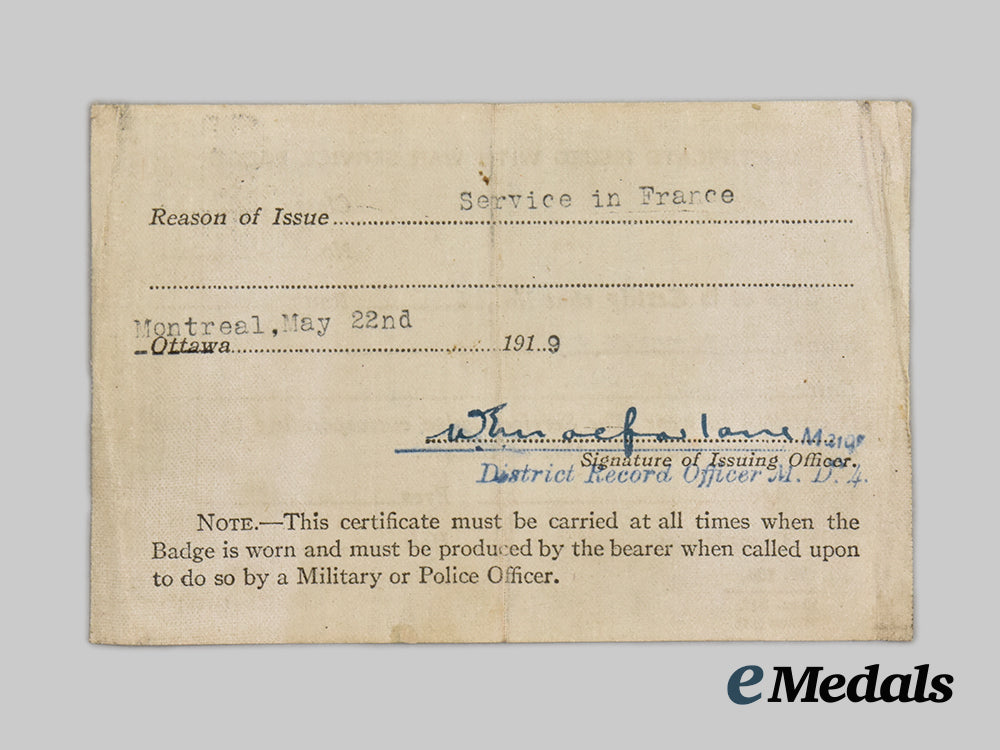 Reason of Issue Service in France
Montreal, May 22nd
Ottawa 1919
Signature of Issuing Officer.
District Record Officer M. D. 4.
NOTE.—This certificate must be carried at all times when the
Badge is worn and must be produced by the bearer when called upon
to do so by a Military or Police Officer.
eMedals